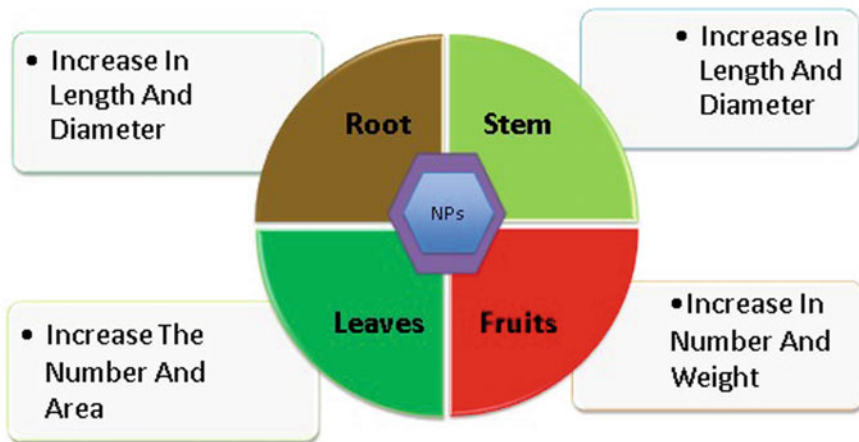 • Increase In
Length And
Diameter
• Increase In
Length And
Diameter
Root
Stem
NPs
Leaves
Fruits
• Increase The
Number And
Area
•Increase In
Number And
Weight